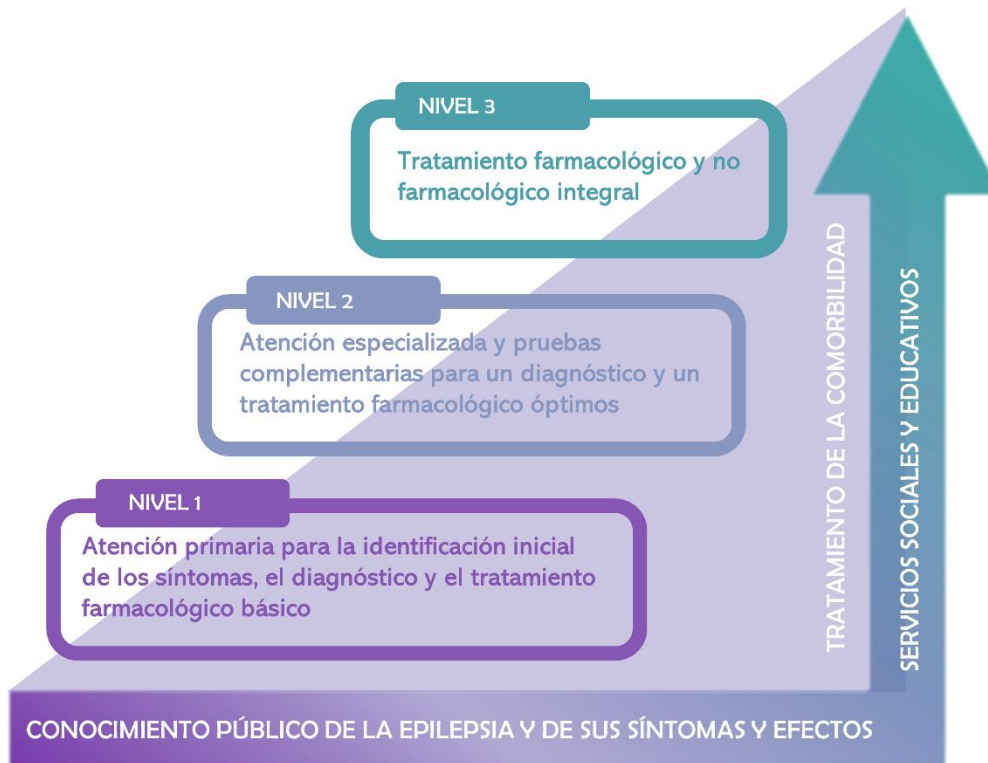 NIVEL 3
Tratamiento farmacológico y no
farmacológico integral
NIVEL 2
Atención especializada y pruebas
complementarias para un diagnóstico y un
tratamiento farmacológico óptimos
NIVEL 1
Atención primaria para la identificación inicial
de los síntomas, el diagnóstico y el tratamiento
farmacológico básico
TRATAMIENTO DE LA COMORBILIDAD
SERVICIOS SOCIALES Y EDUCATIVOS
CONOCIMIENTO PÚBLICO DE LA EPILEPSIA Y DE SUS SÍNTOMAS Y EFECTOS